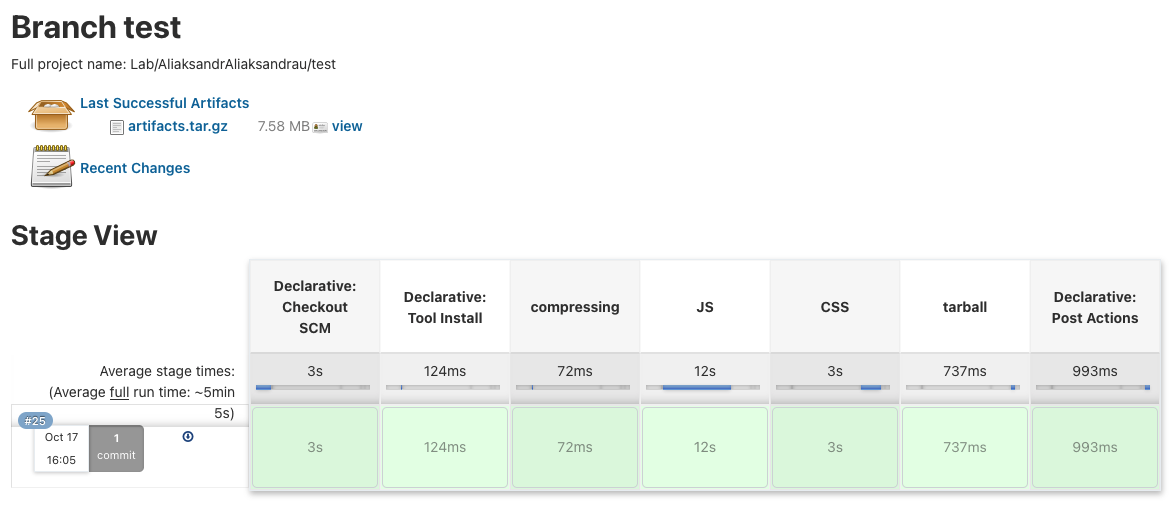 Branch test
Full project name: Lab/AliaksandrAliaksandrau/test
Last Successful Artifacts
artifacts.tar.gz 7.58 MB view
Recent Changes
Stage View
Declarative: Checkout SCM
Declarative: Tool Install
compressing
JS
CSS
tarball
Declarative: Post Actions
Average stage times:
(Average full run time: ~5min
5s)
3s 124ms 72ms 12s 3s 737ms 993ms
#25
Oct 17
16:05
1
commit
3s 124ms 72ms 12s 3s 737ms 993ms